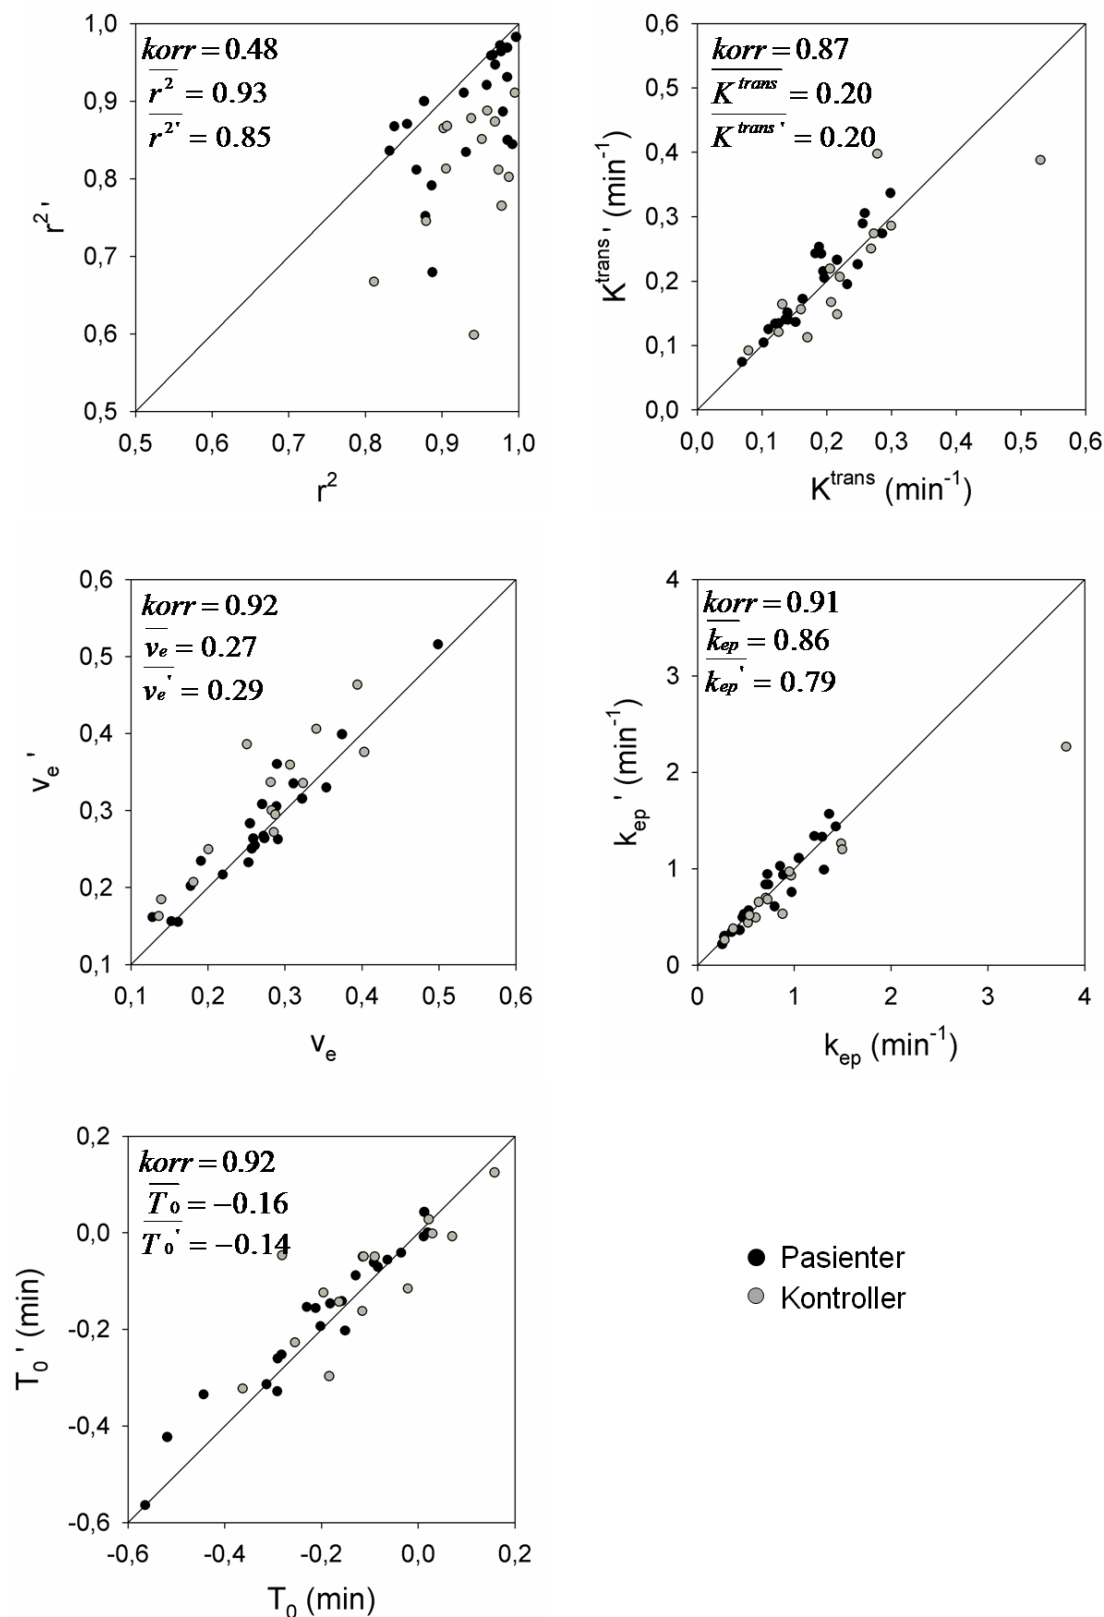 1,0
0,9
0,8
0,7
0,6
0,5
korr = 0.48
r² = 0.93
r²' = 0.85
r²'
0,5 0,6 0,7 0,8 0,9 1,0
r²
0,6
0,5
0,4
0,3
0,2
0,1
0,0
korr = 0.87
K^trans = 0.20
K^trans' = 0.20
K^trans' (min⁻¹)
0,0 0,1 0,2 0,3 0,4 0,5 0,6
K^trans (min⁻¹)
0,6
0,5
0,4
0,3
0,2
0,1
korr = 0.92
vₑ = 0.27
vₑ' = 0.29
vₑ'
0,1 0,2 0,3 0,4 0,5 0,6
vₑ
4
3
2
1
0
korr = 0.91
k_ep = 0.86
k_ep' = 0.79
k_ep' (min⁻¹)
0 1 2 3 4
k_ep (min⁻¹)
0,2
0,0
-0,2
-0,4
-0,6
korr = 0.92
T₀ = −0.16
T₀' = −0.14
T₀' (min)
-0,6 -0,4 -0,2 0,0 0,2
T₀ (min)
Pasienter
Kontroller